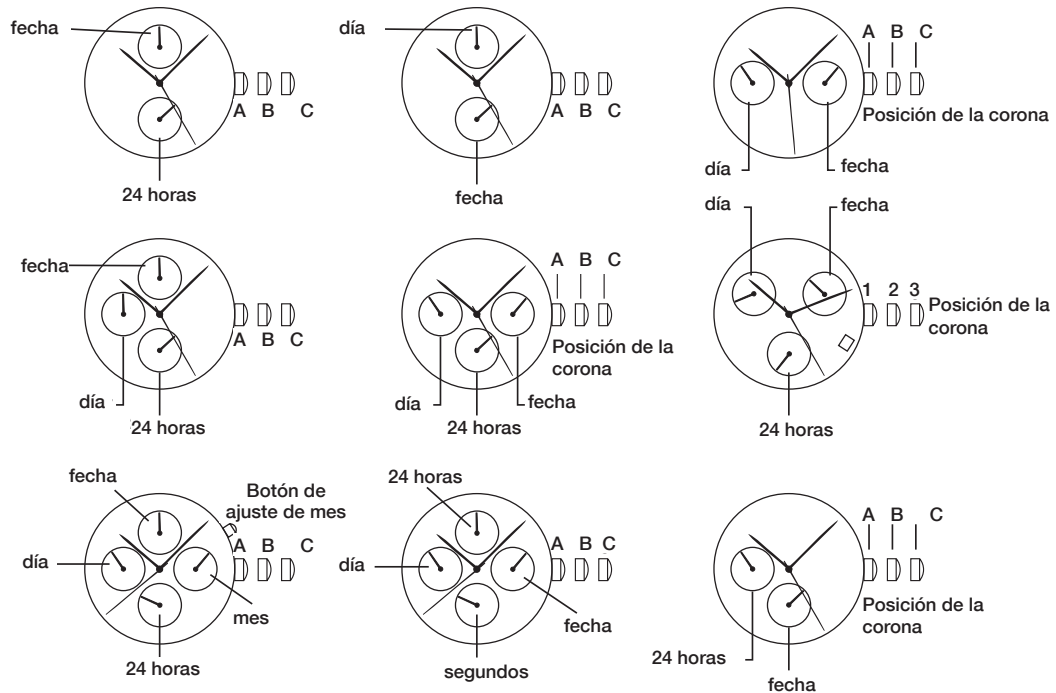 fecha
A B C
24 horas
día
A B C
fecha
A B C
Posición de la corona
día
fecha
fecha
A B C
día
24 horas
A B C
Posición de la
corona
día
fecha
24 horas
día
fecha
1 2 3
Posición de la
corona
24 horas
fecha
Botón de
ajuste de mes
A B C
día
mes
24 horas
24 horas
A B C
día
fecha
segundos
A B C
Posición de la
corona
24 horas
fecha